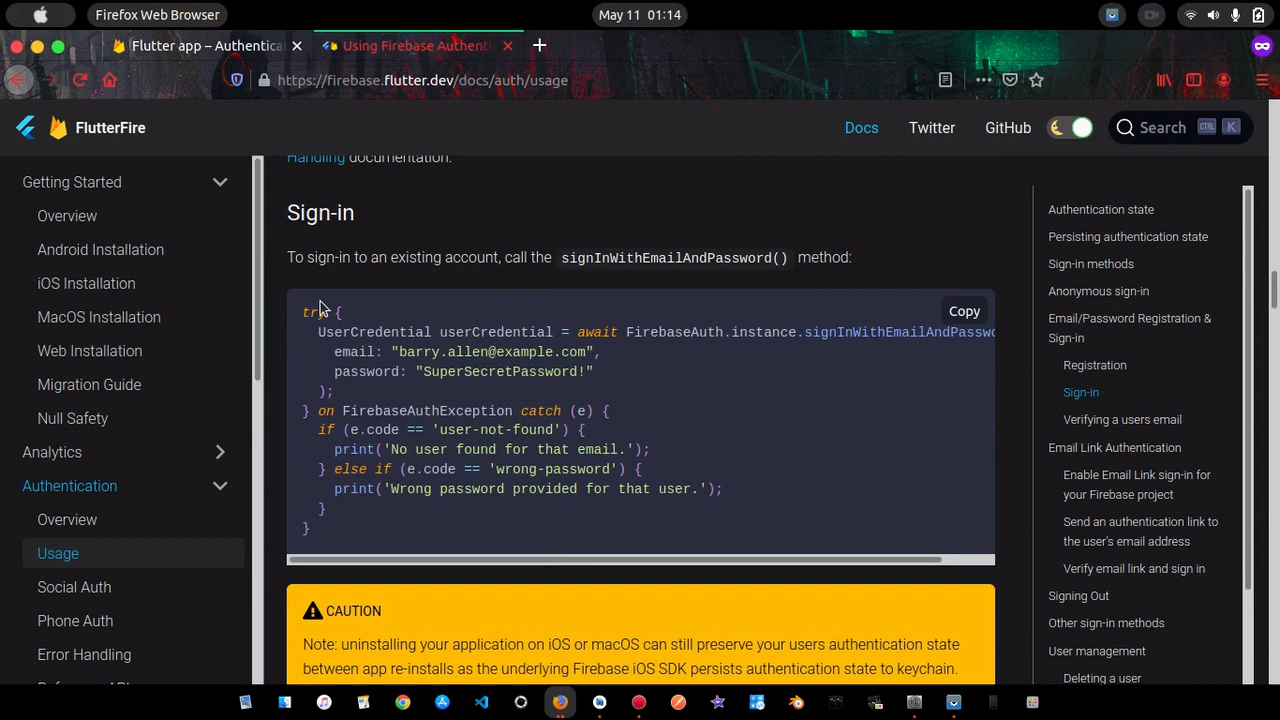 Firefox Web Browser
May 11 01:14
Flutter app – Authentica
Using Firebase Authenti
https://firebase.flutter.dev/docs/auth/usage
FlutterFire
Docs
Twitter
GitHub
Search
CTRL
K
Getting Started
Overview
Android Installation
iOS Installation
MacOS Installation
Web Installation
Migration Guide
Null Safety
Analytics
Authentication
Overview
Usage
Social Auth
Phone Auth
Error Handling
Handling documentation.
Sign-in
To sign-in to an existing account, call the signInWithEmailAndPassword() method:
Copy
try {
UserCredential userCredential = await FirebaseAuth.instance.signInWithEmailAndPasswo
email: "barry.allen@example.com",
password: "SuperSecretPassword!"
);
} on FirebaseAuthException catch (e) {
if (e.code == 'user-not-found') {
print('No user found for that email.');
} else if (e.code == 'wrong-password') {
print('Wrong password provided for that user.');
}
}
CAUTION
Note: uninstalling your application on iOS or macOS can still preserve your users authentication state
between app re-installs as the underlying Firebase iOS SDK persists authentication state to keychain.
Authentication state
Persisting authentication state
Sign-in methods
Anonymous sign-in
Email/Password Registration &
Sign-in
Registration
Sign-in
Verifying a users email
Email Link Authentication
Enable Email Link sign-in for
your Firebase project
Send an authentication link to
the user's email address
Verify email link and sign in
Signing Out
Other sign-in methods
User management
Deleting a user